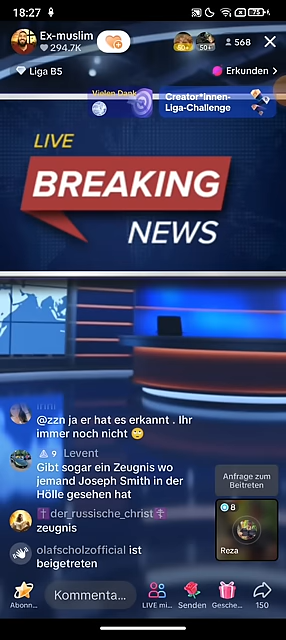 18:27
75
Ex-muslim
294.7K
60+
50+
568
Liga B5
Erkunden
Vielen Dank
Creator*innen-
Liga-Challenge
LIVE
BREAKING
NEWS
@zzn ja er hat es erkannt . Ihr
immer noch nicht 🙄
9 Levent
Gibt sogar ein Zeugnis wo
jemand Joseph Smith in der
Hölle gesehen hat
der_russische_christ
zeugnis
olafscholzofficial ist
beigetreten
Anfrage zum
Beitreten
8
Reza
Abonn...
Kommenta...
LIVE mi...
Senden
Gesche...
150